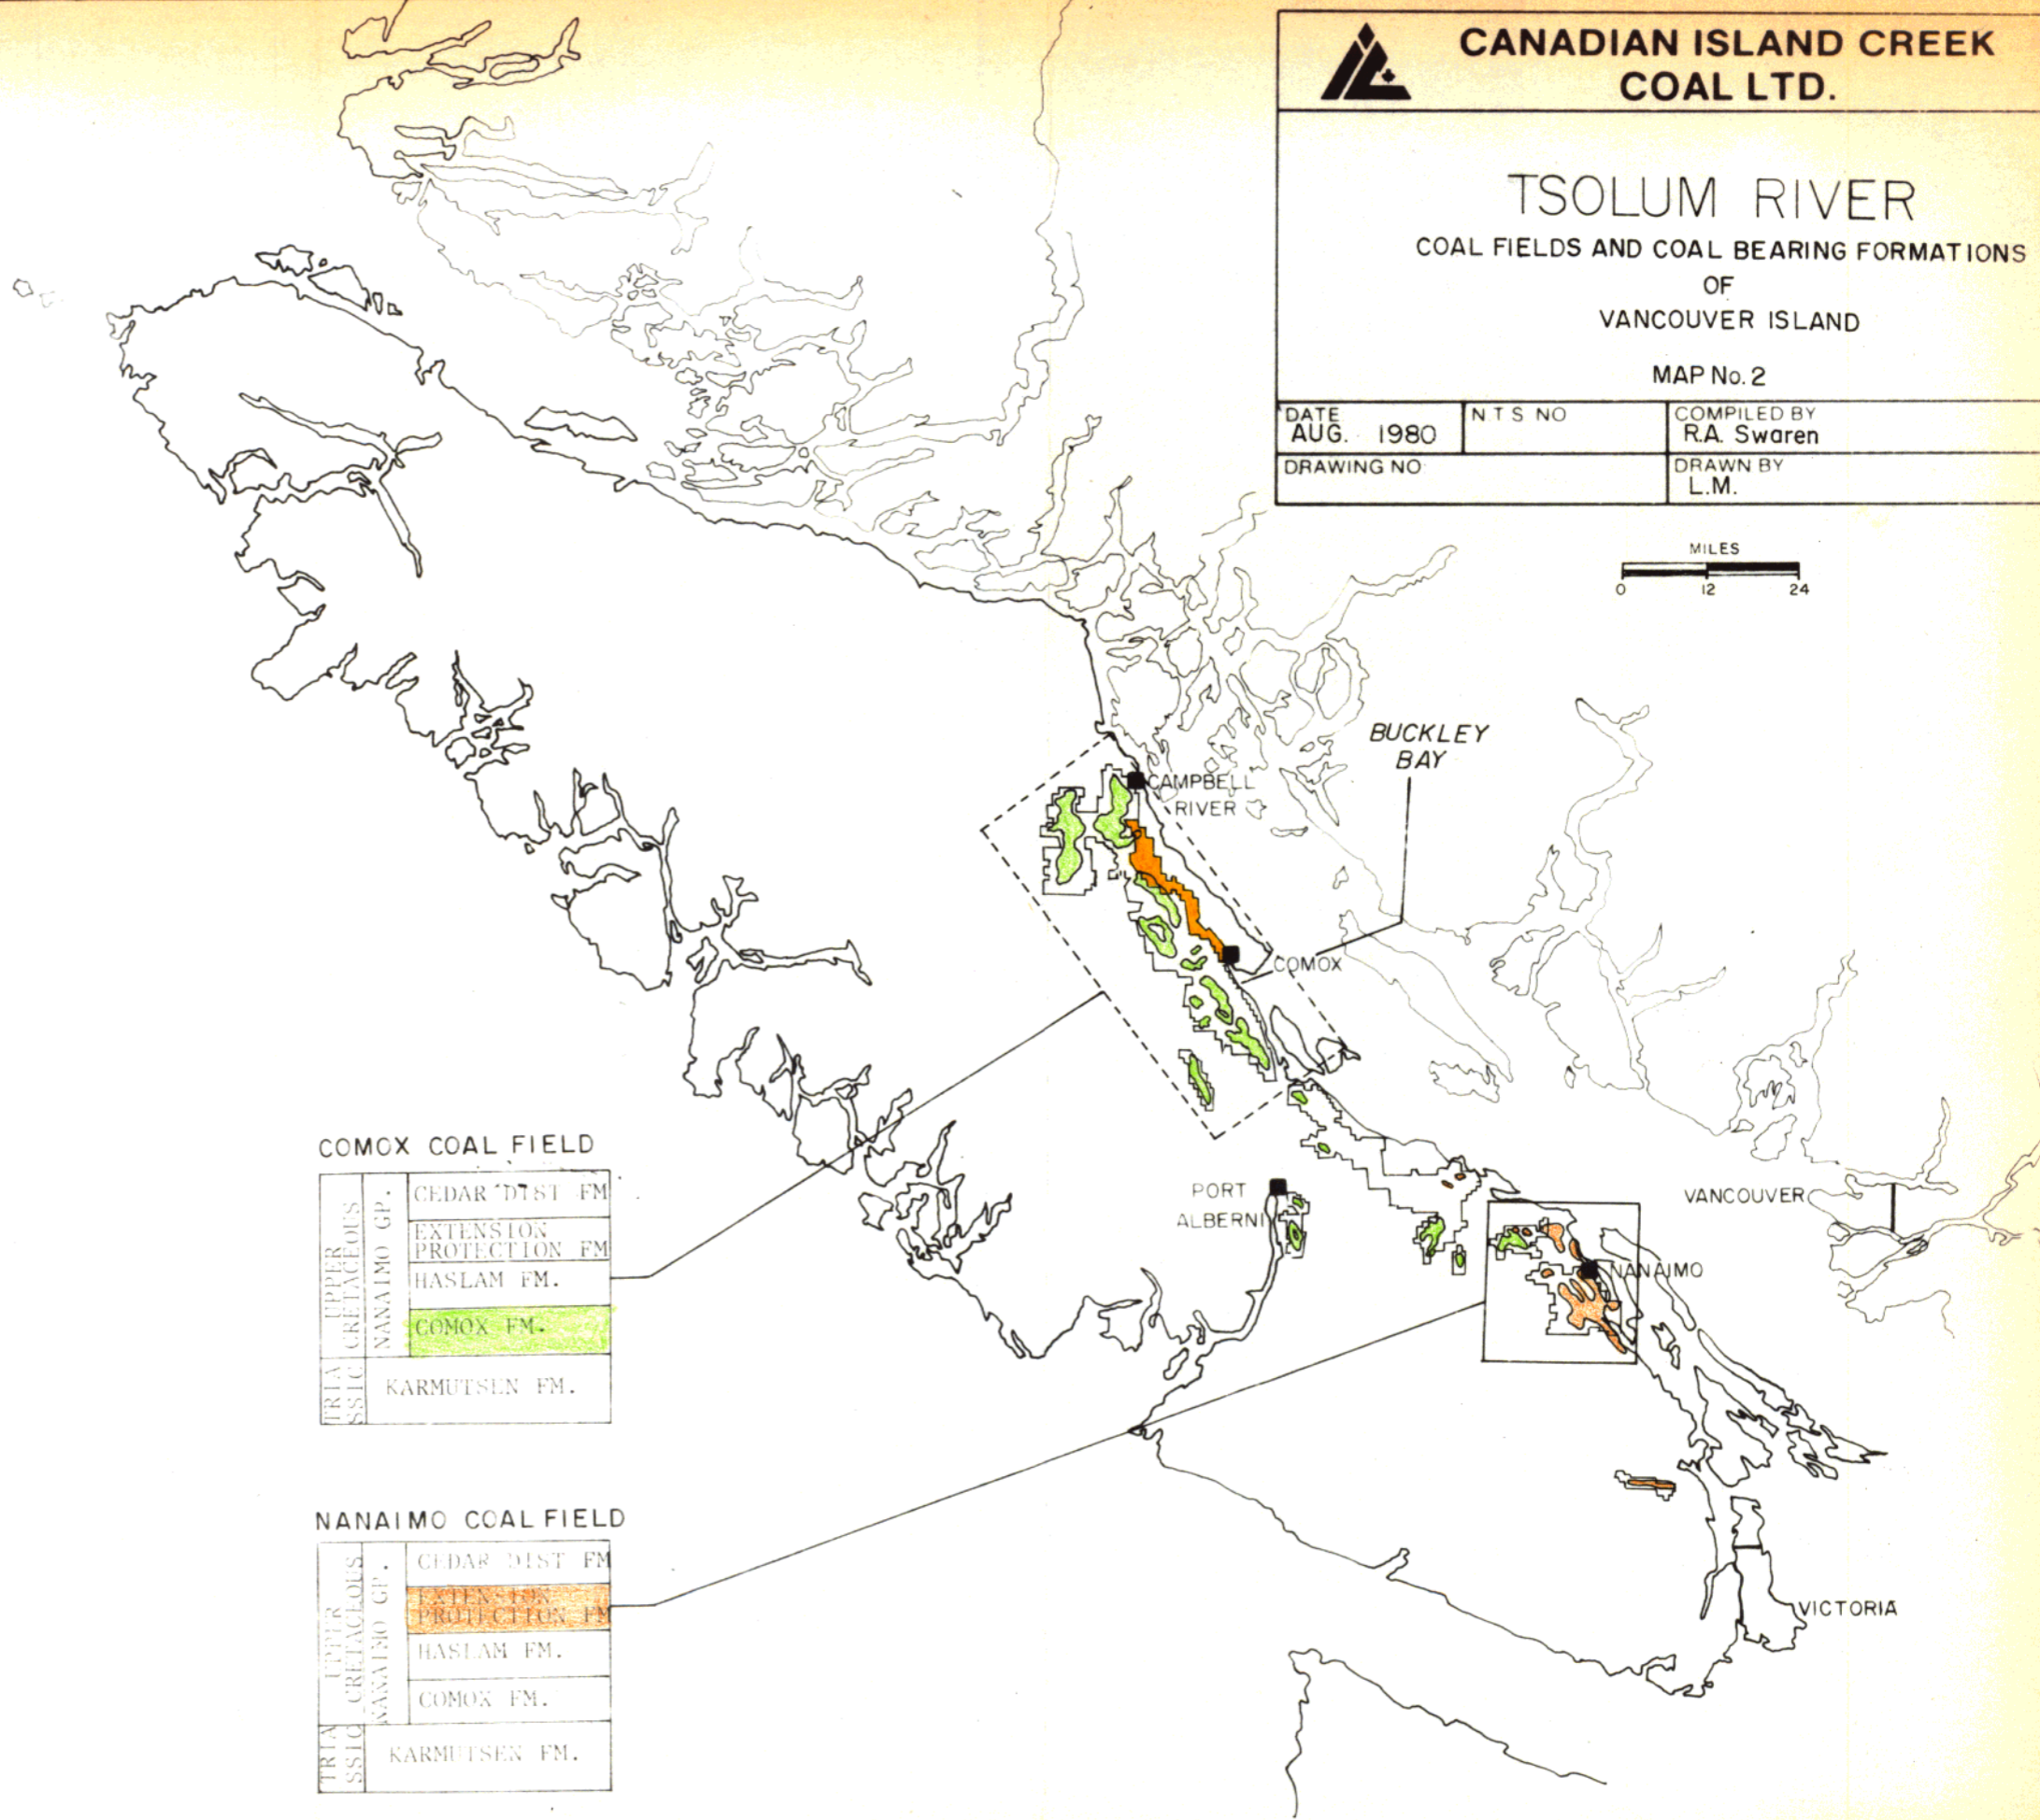 CANADIAN ISLAND CREEK
COAL LTD.
TSOLUM RIVER
COAL FIELDS AND COAL BEARING FORMATIONS
OF
VANCOUVER ISLAND
MAP No. 2
DATE
AUG. 1980
N.T.S NO
COMPILED BY
R.A. Swaren
DRAWING NO
DRAWN BY
L.M.
MILES
0 12 24
BUCKLEY
BAY
CAMPBELL
RIVER
COMOX
PORT
ALBERNI
VANCOUVER
NANAIMO
VICTORIA
COMOX COAL FIELD
UPPER
CRETACEOUS
NANAIMO GP.
CEDAR DIST FM
EXTENSION
PROTECTION FM
HASLAM FM.
COMOX FM.
TRIA
SSIC
KARMUTSEN FM.
NANAIMO COAL FIELD
UPPER
CRETACEOUS
NANAIMO GP.
CEDAR DIST FM
EXTENSION
PROTECTION FM
HASLAM FM.
COMOX FM.
TRIA
SSIC
KARMUTSEN FM.